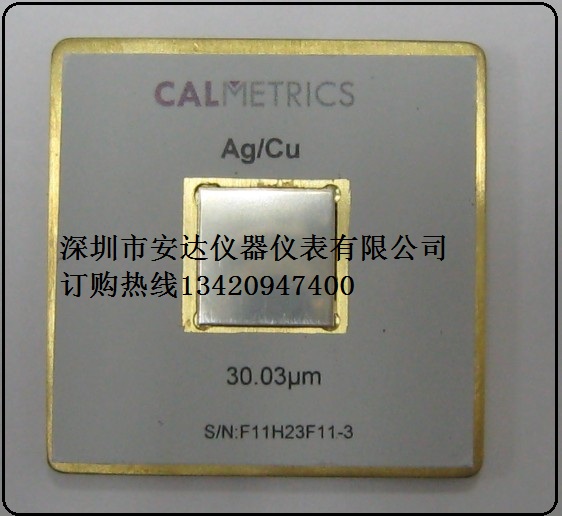 CALMETRICS
Ag/Cu
深圳市安达仪器仪表有限公司
订购热线13420947400
30.03µm
S/N:F11H23F11-3